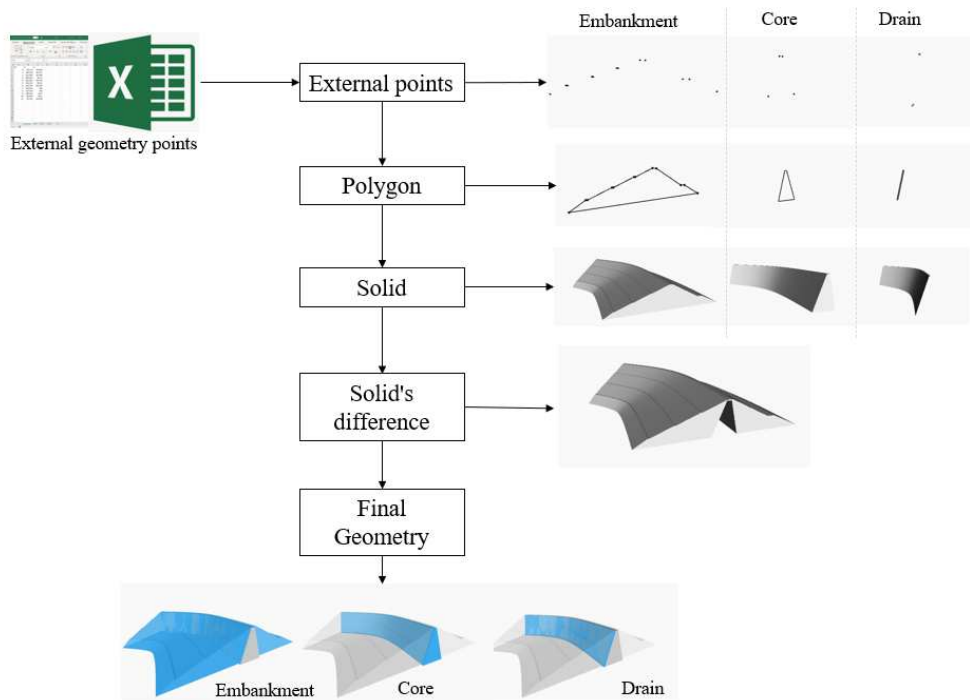 Embankment
Core
Drain
X
External points
External geometry points
Polygon
Solid
Solid's
difference
Final
Geometry
Embankment
Core
Drain